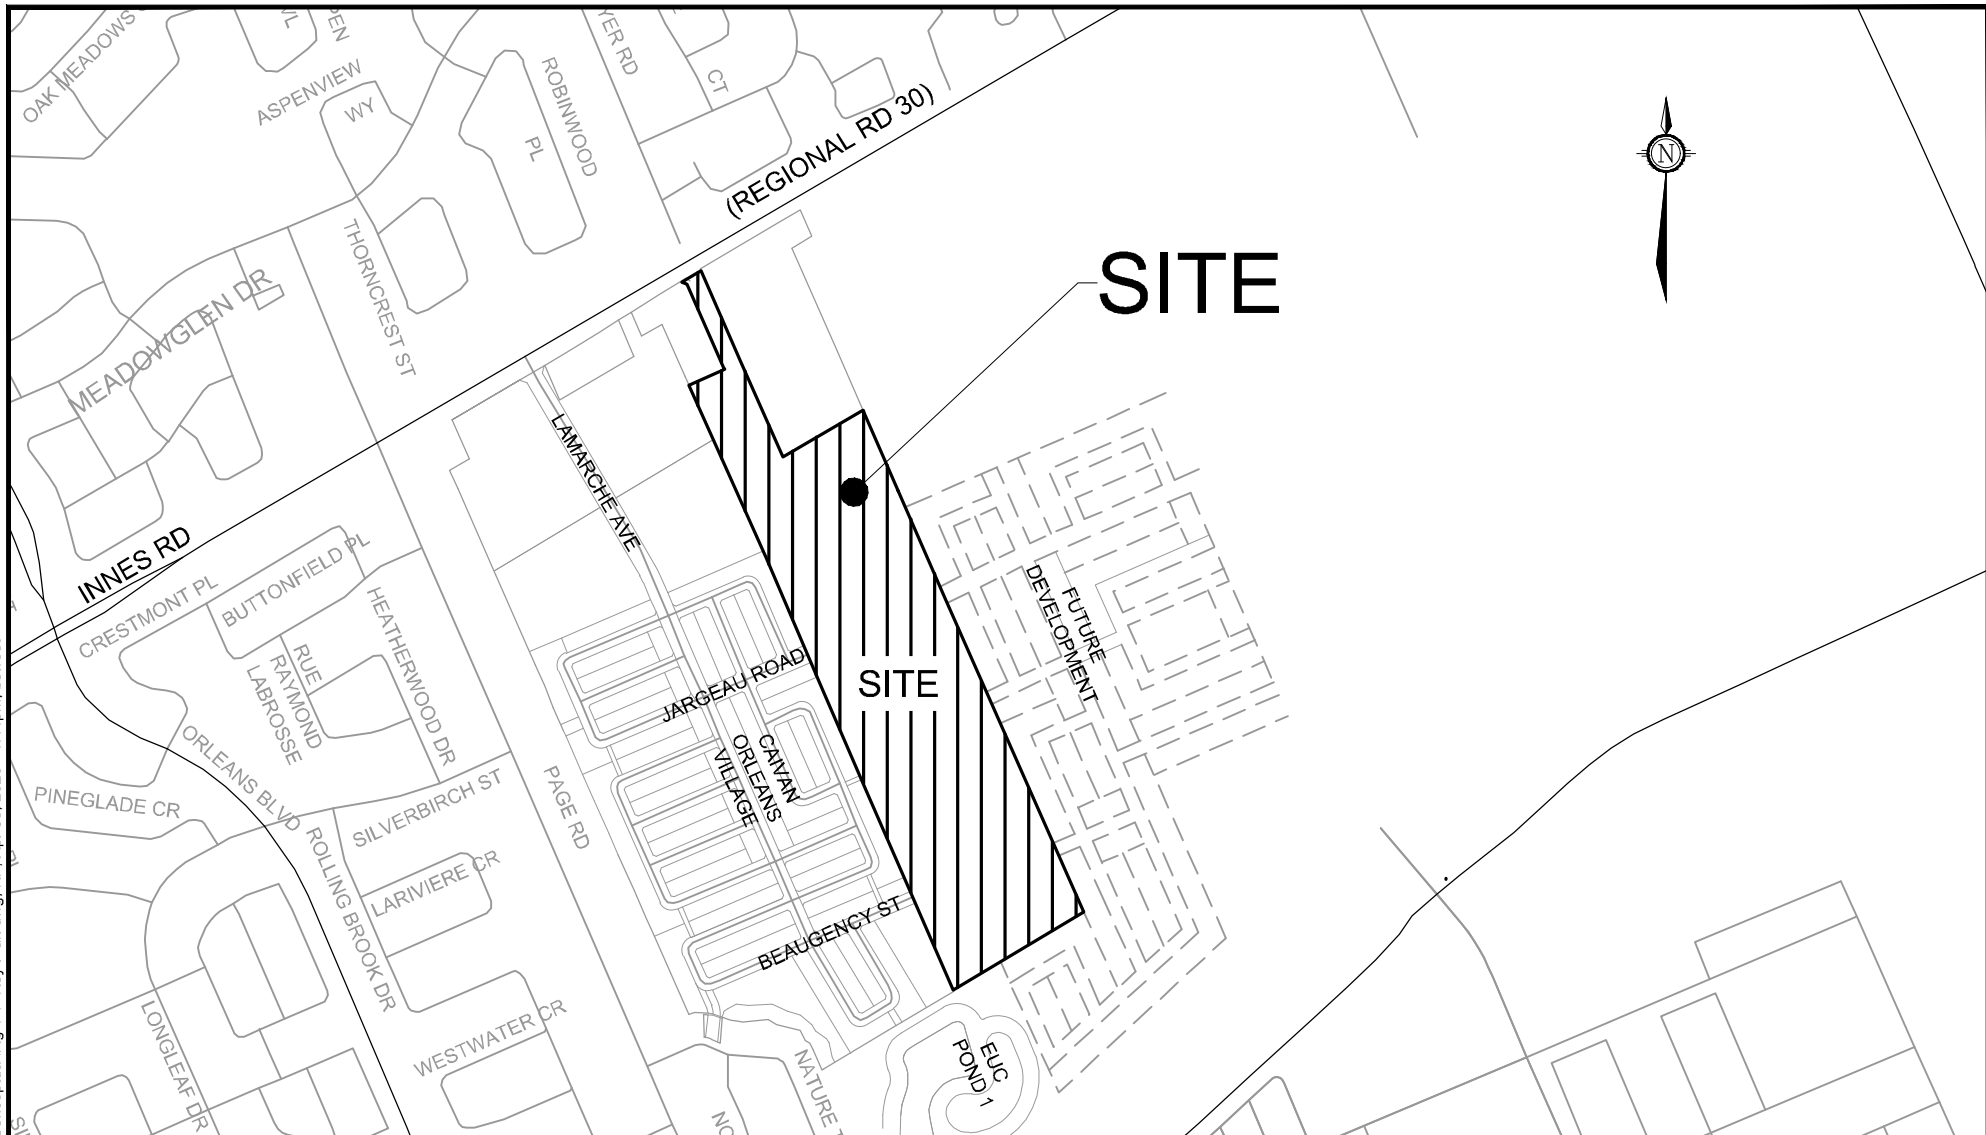 OAK MEADOWS
ASPENVIEW
WY
ROBINWOOD
PL
CT
(REGIONAL RD 30)
N
SITE
THORNCREST ST
MEADOWGLEN DR
LAMARCHE AVE
INNES RD
CRESTMONT PL
BUTTONFIELD PL
HEATHERWOOD DR
RUE
RAYMOND
LABROSSE
FUTURE
DEVELOPMENT
JARGEAU ROAD
SITE
CAIVAN
ORLEANS
VILLAGE
ORLEANS BLVD
PINEGLADE CR
SILVERBIRCH ST
PAGE RD
ROLLING BROOK DR
LARIVIERE CR
BEAUGENCY ST
LONGLEAF DR
WESTWATER CR
NATURE
EUC
POND 1